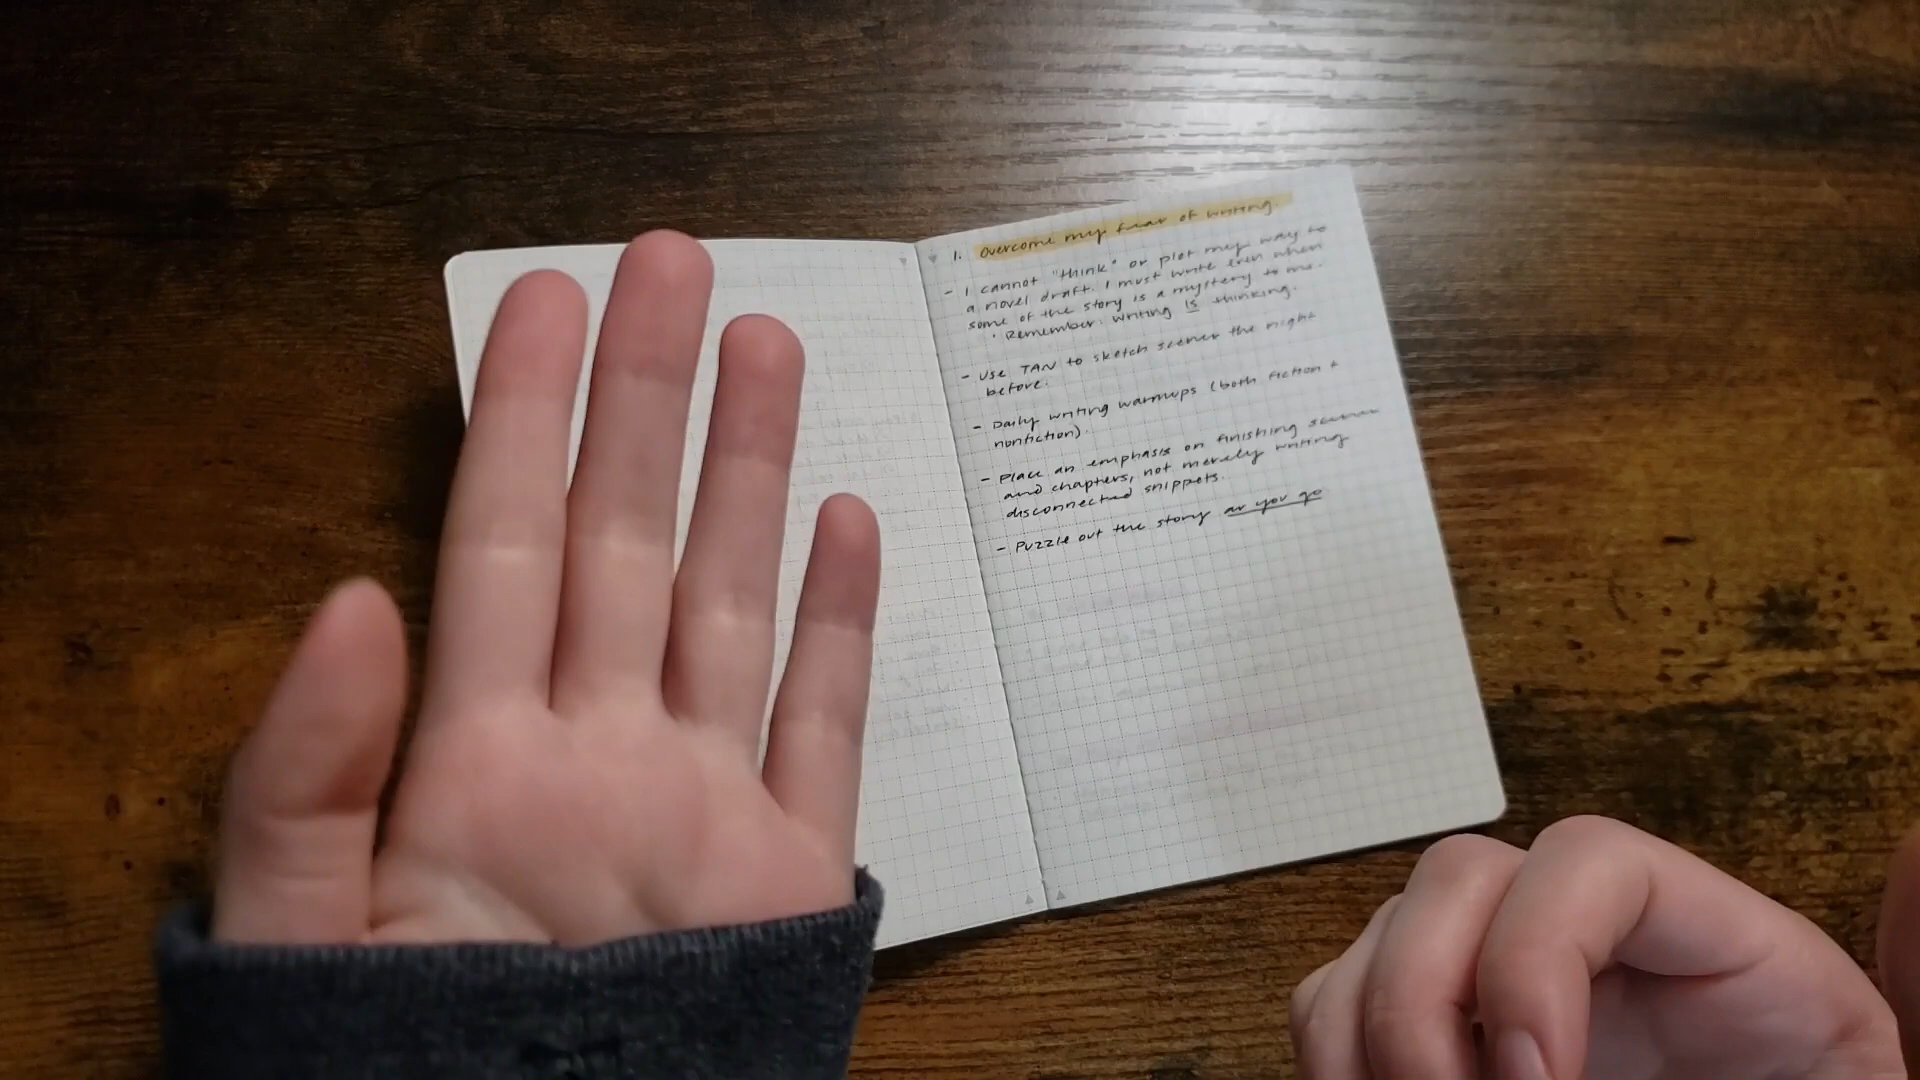 1. Overcome my fear of writing.
- I cannot "think" or plot my way to
a novel draft. I must write even when
some of the story is a mystery to me.
· Remember: Writing IS thinking.
- Use TAN to sketch scenes the night
before.
- Daily writing warmups (both fiction +
nonfiction).
- Place an emphasis on finishing scenes
and chapters, not merely writing
disconnected snippets.
- Puzzle out the story as you go